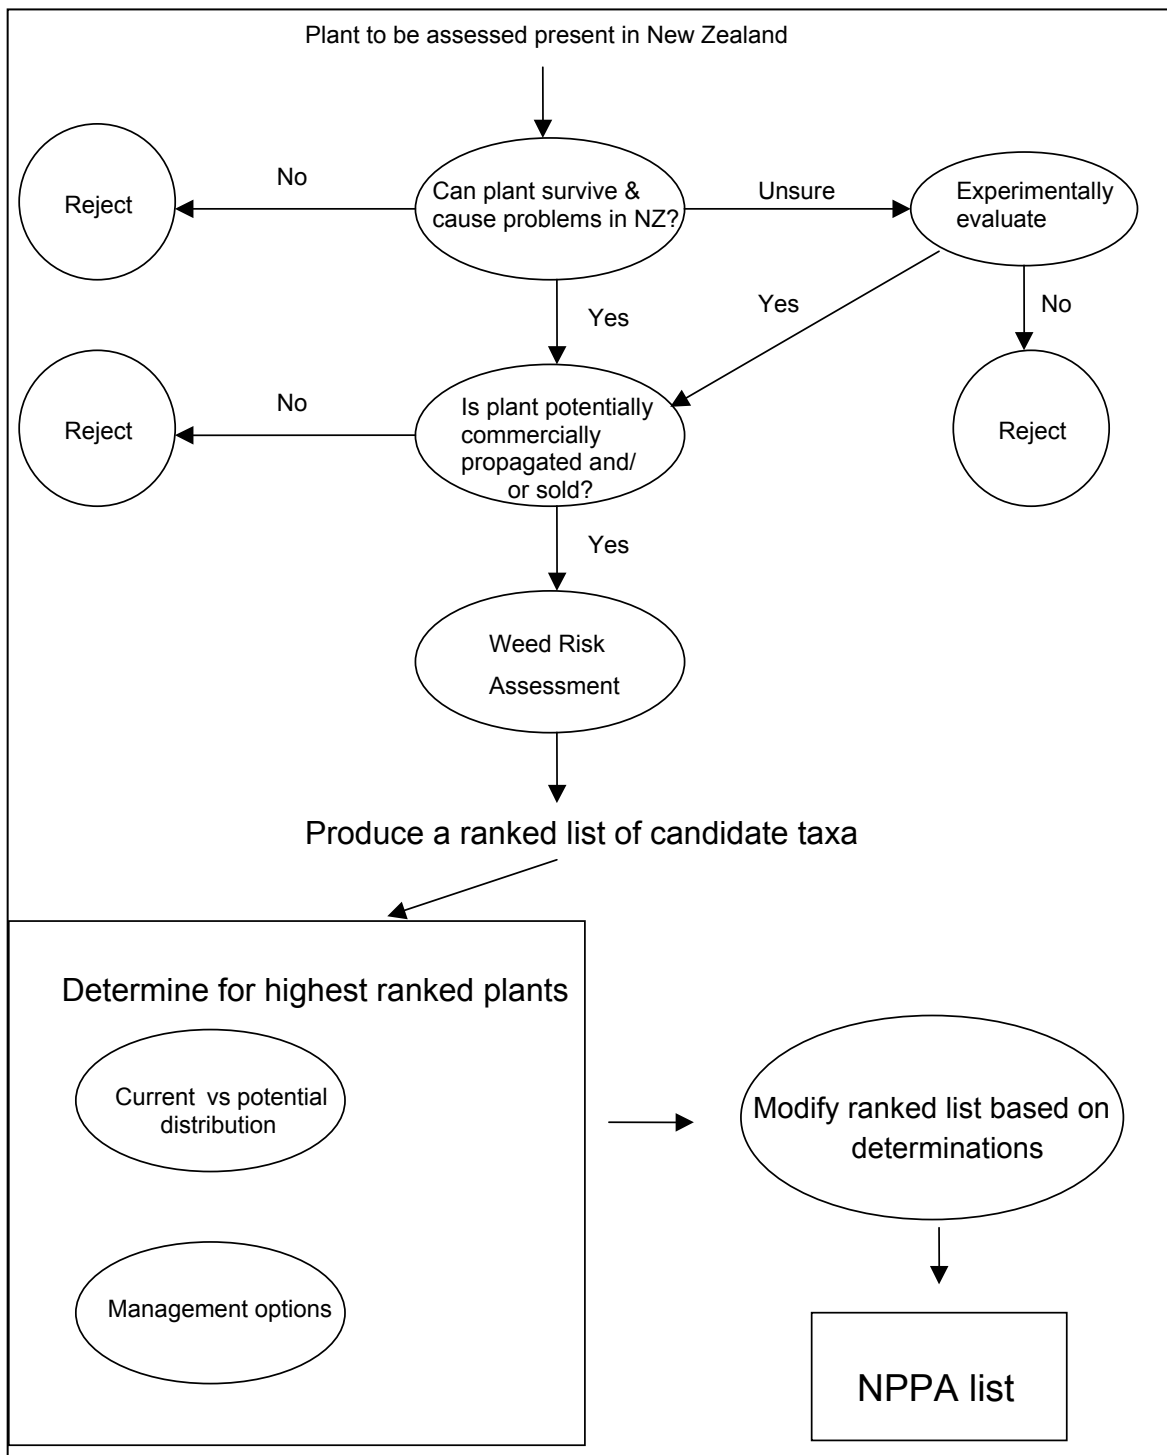 Plant to be assessed present in New Zealand
No
Reject
Can plant survive &
cause problems in NZ?
Unsure
Experimentally
evaluate
Yes
Yes
No
No
Reject
Is plant potentially
commercially
propagated and/
or sold?
Reject
Yes
Weed Risk
Assessment
Produce a ranked list of candidate taxa
Determine for highest ranked plants
Current vs potential
distribution
Management options
Modify ranked list based on
determinations
NPPA list